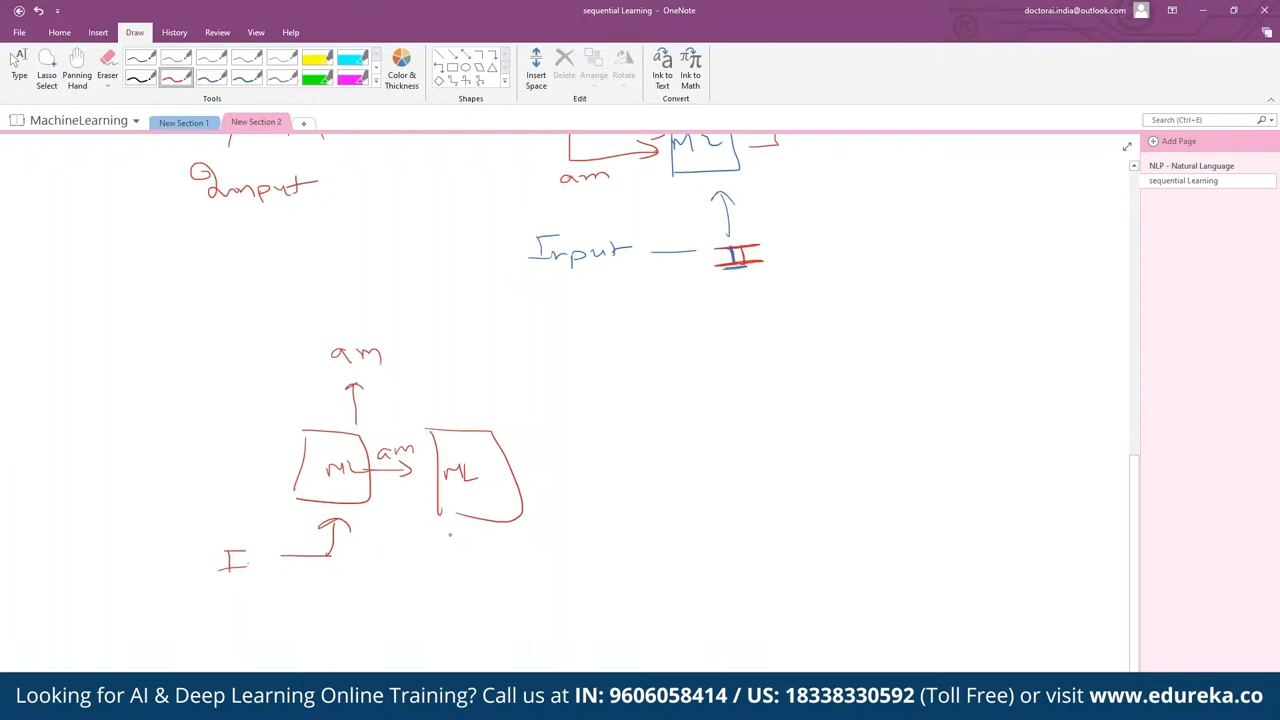 sequential Learning - OneNote
doctorai.india@outlook.com
File Home Insert Draw History Review View Help
Type
Lasso Select
Panning Hand
Eraser
Color & Thickness
Insert Space
Delete
Arrange
Rotate
Ink to Text
Ink to Math
Tools
Shapes
Edit
Convert
MachineLearning
New Section 1
New Section 2
Search (Ctrl+E)
Add Page
NLP - Natural Language
sequential Learning
ML
am
Input
I
am
ML
am
ML
I
Looking for AI & Deep Learning Online Training? Call us at IN: 9606058414 / US: 18338330592 (Toll Free) or visit www.edureka.co